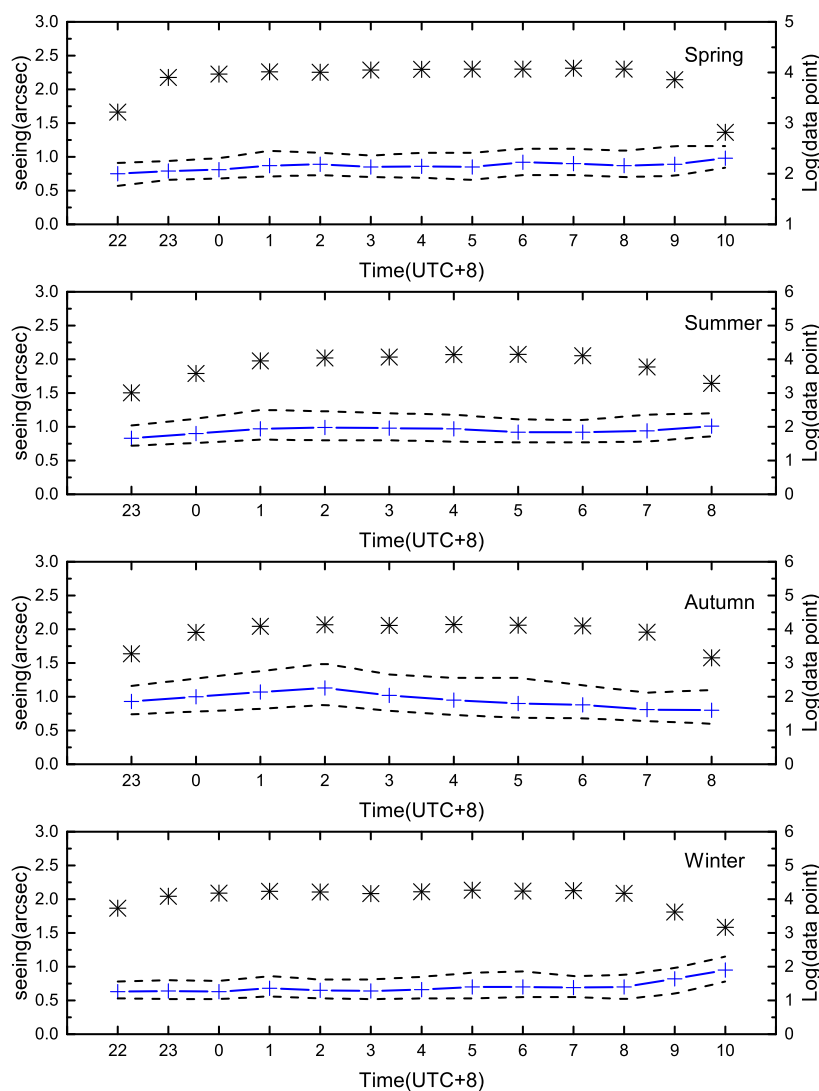 3.0
2.5
2.0
1.5
1.0
0.5
0.0
seeing(arcsec)
Spring
5
4
3
2
1
Log(data point)
22 23 0 1 2 3 4 5 6 7 8 9 10
Time(UTC+8)
3.0
2.5
2.0
1.5
1.0
0.5
0.0
seeing(arcsec)
Summer
6
5
4
3
2
1
0
Log(data point)
23 0 1 2 3 4 5 6 7 8
Time(UTC+8)
3.0
2.5
2.0
1.5
1.0
0.5
0.0
seeing(arcsec)
Autumn
6
5
4
3
2
1
0
Log(data point)
23 0 1 2 3 4 5 6 7 8
Time(UTC+8)
3.0
2.5
2.0
1.5
1.0
0.5
0.0
seeing(arcsec)
Winter
6
5
4
3
2
1
0
Log(data point)
22 23 0 1 2 3 4 5 6 7 8 9 10
Time(UTC+8)